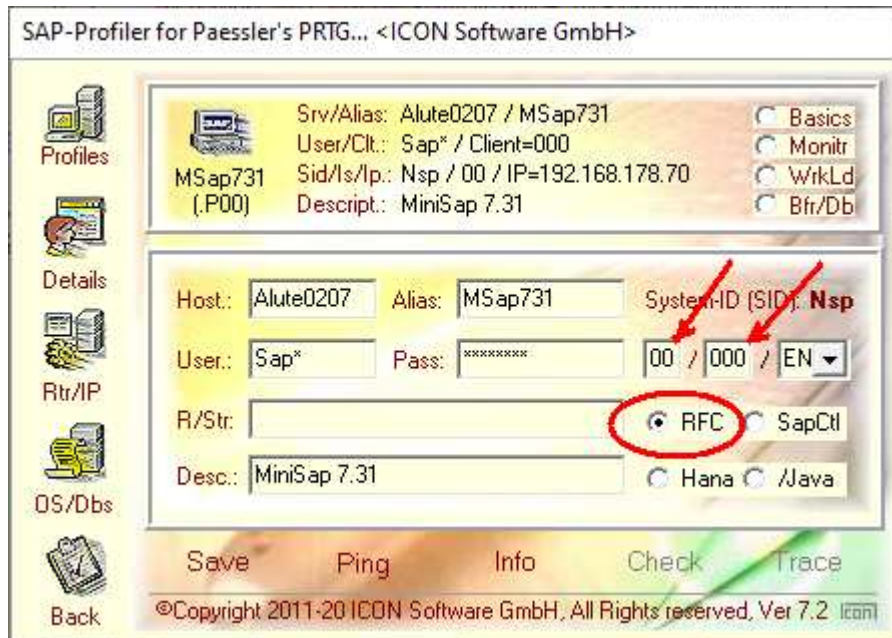 SAP-Profiler for Paessler's PRTG... <ICON Software GmbH>
Profiles
Details
Rtr/IP
OS/Dbs
Back
SAP
MSap731
(.P00)
Srv/Alias: Alute0207 / MSap731
User/Clt.: Sap* / Client=000
Sid/Is/Ip.: Nsp / 00 / IP=192.168.178.70
Descript.: MiniSap 7.31
Basics
Monitr
WrkLd
Bfr/Db
Host.: Alute0207 Alias: MSap731 System-ID (SID): Nsp
User.: Sap* Pass: ******** 00 / 000 / EN
R/Str: RFC SapCtl
Desc.: MiniSap 7.31 Hana /Java
Save Ping Info Check Trace
©Copyright 2011-20 ICON Software GmbH, All Rights reserved, Ver 7.2 icon